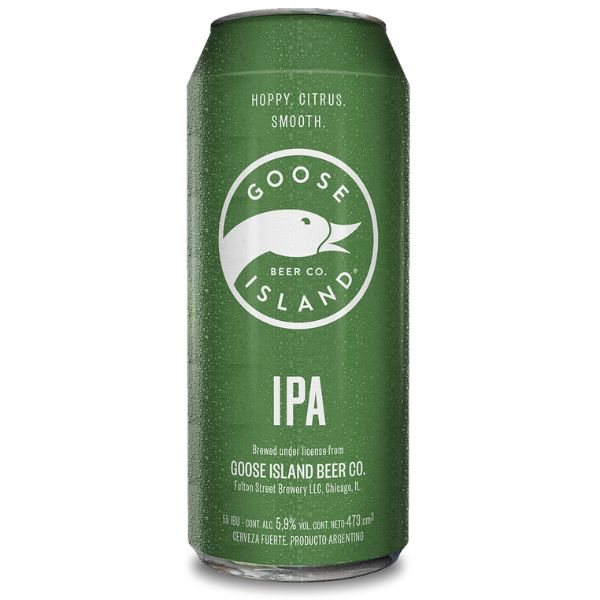 HOPPY. CITRUS.
SMOOTH.
GOOSE
BEER CO.
ISLAND®
IPA
Brewed under license from
GOOSE ISLAND BEER CO.
Fulton Street Brewery LLC, Chicago, IL
55 IBU - CONT. ALC. 5,9% VOL. CONT. NETO 473 cm³
CERVEZA FUERTE. PRODUCTO ARGENTINO